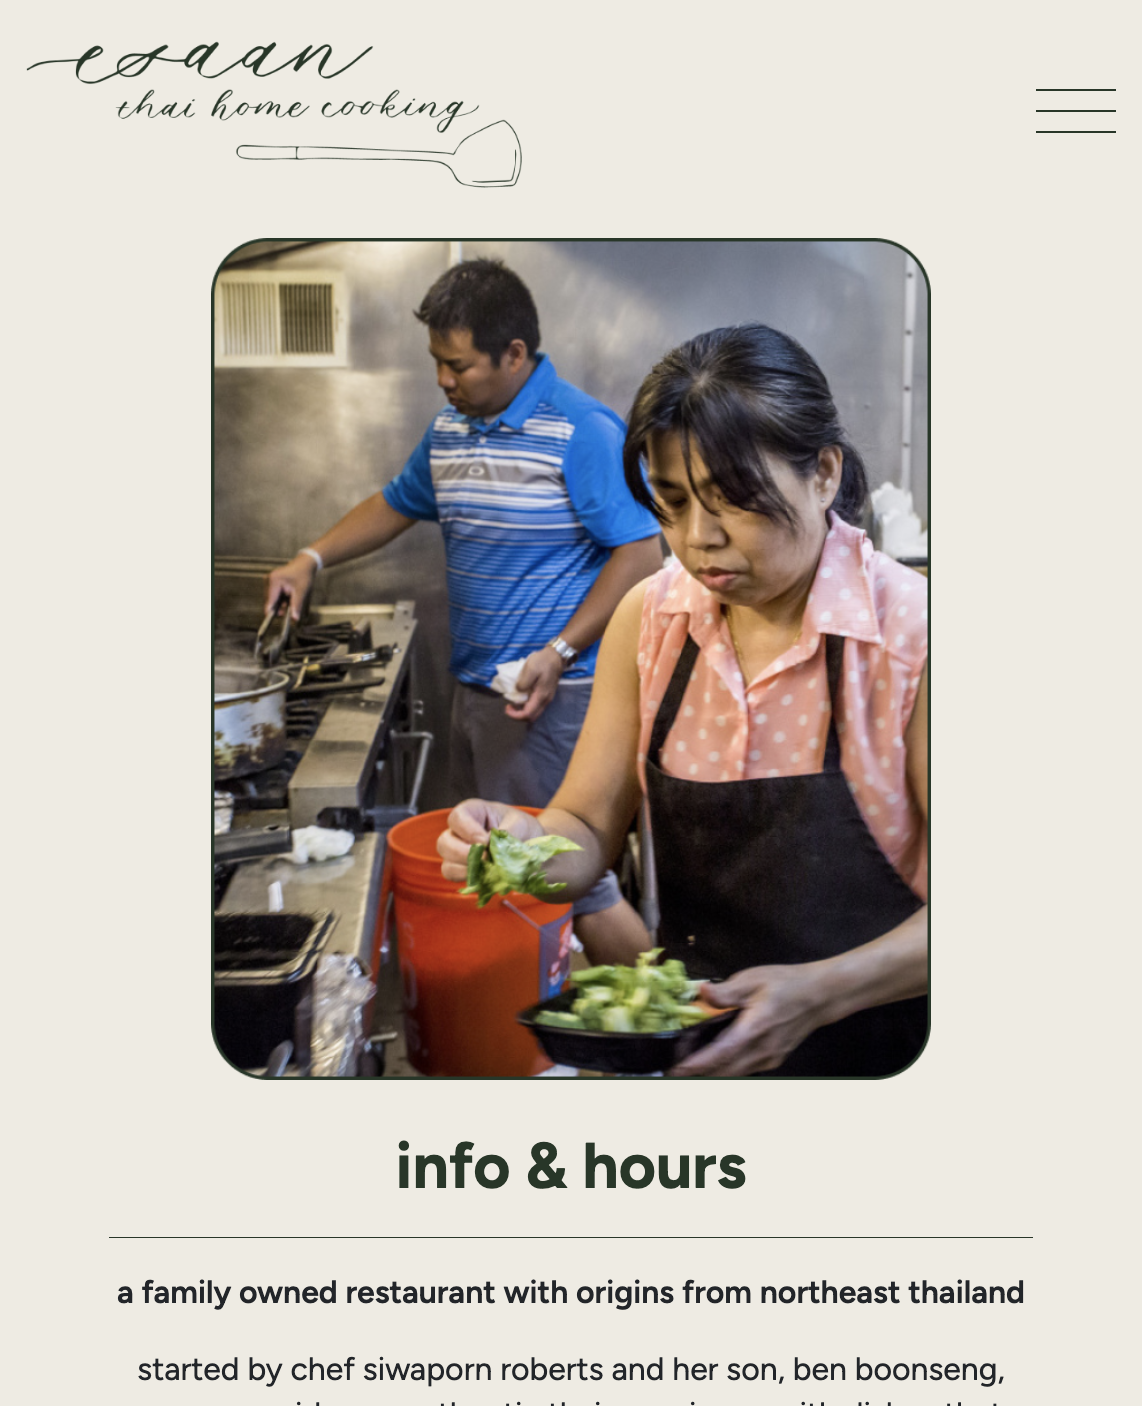 esaan
thai home cooking
info & hours
a family owned restaurant with origins from northeast thailand
started by chef siwaporn roberts and her son, ben boonseng,